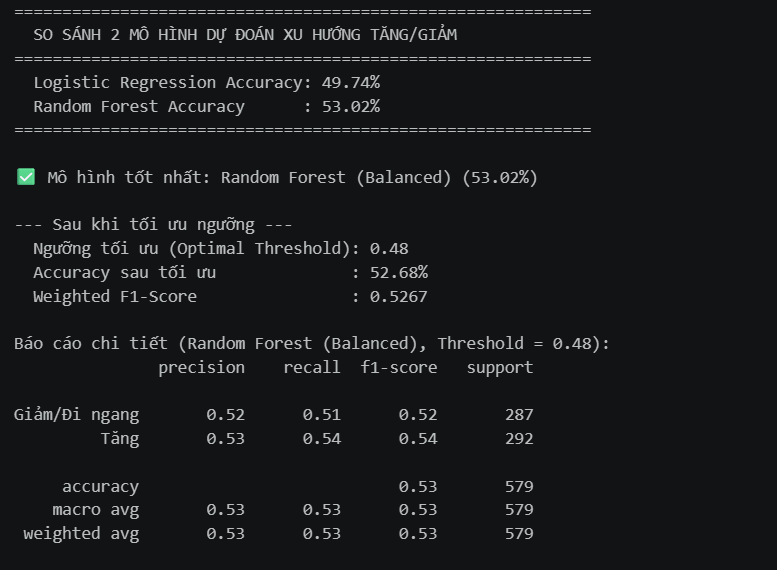 ============================================================
SO SÁNH 2 MÔ HÌNH DỰ ĐOÁN XU HƯỚNG TĂNG/GIẢM
============================================================
Logistic Regression Accuracy: 49.74%
Random Forest Accuracy      : 53.02%
============================================================
✅ Mô hình tốt nhất: Random Forest (Balanced) (53.02%)
--- Sau khi tối ưu ngưỡng ---
Ngưỡng tối ưu (Optimal Threshold): 0.48
Accuracy sau tối ưu              : 52.68%
Weighted F1-Score                : 0.5267
Báo cáo chi tiết (Random Forest (Balanced), Threshold = 0.48):
precision    recall  f1-score   support
Giảm/Đi ngang       0.52      0.51      0.52       287
Tăng       0.53      0.54      0.54       292
accuracy                           0.53       579
macro avg       0.53      0.53      0.53       579
weighted avg       0.53      0.53      0.53       579